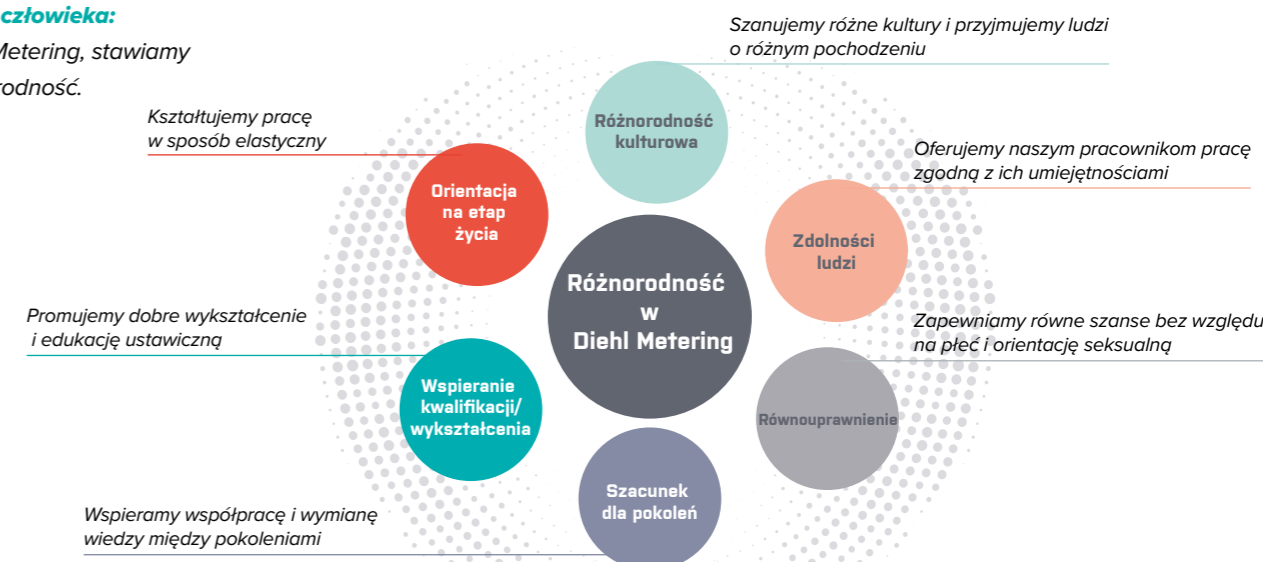 człowieka:
Metering, stawiamy
rodność.
Szanujemy różne kultury i przyjmujemy ludzi
o różnym pochodzeniu
Kształtujemy pracę
w sposób elastyczny
Różnorodność
kulturowa
Oferujemy naszym pracownikom pracę
zgodną z ich umiejętnościami
Orientacja
na etap
życia
Zdolności
ludzi
Różnorodność
w
Diehl Metering
Promujemy dobre wykształcenie
i edukację ustawiczną
Zapewniamy równe szanse bez względu
na płeć i orientację seksualną
Wspieranie
kwalifikacji/
wykształcenia
Równouprawnienie
Szacunek
dla pokoleń
Wspieramy współpracę i wymianę
wiedzy między pokoleniami